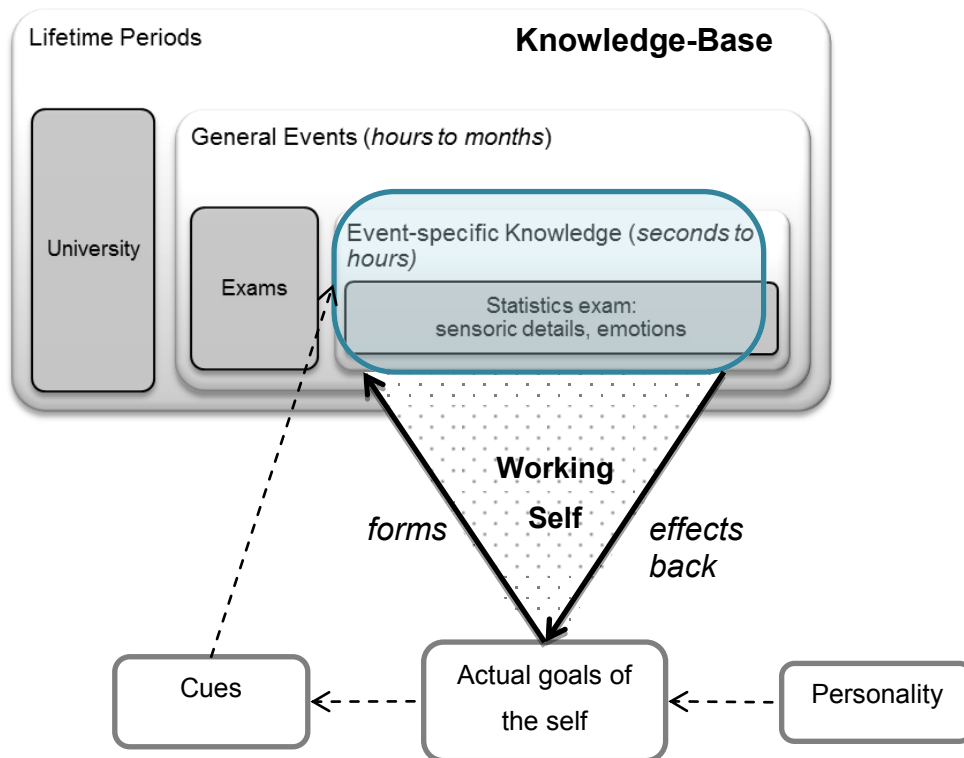 Lifetime Periods
Knowledge-Base
General Events (hours to months)
University
Exams
Event-specific Knowledge (seconds to
hours)
Statistics exam:
sensoric details, emotions
Working
Self
forms
effects
back
Cues
Actual goals of
the self
Personality